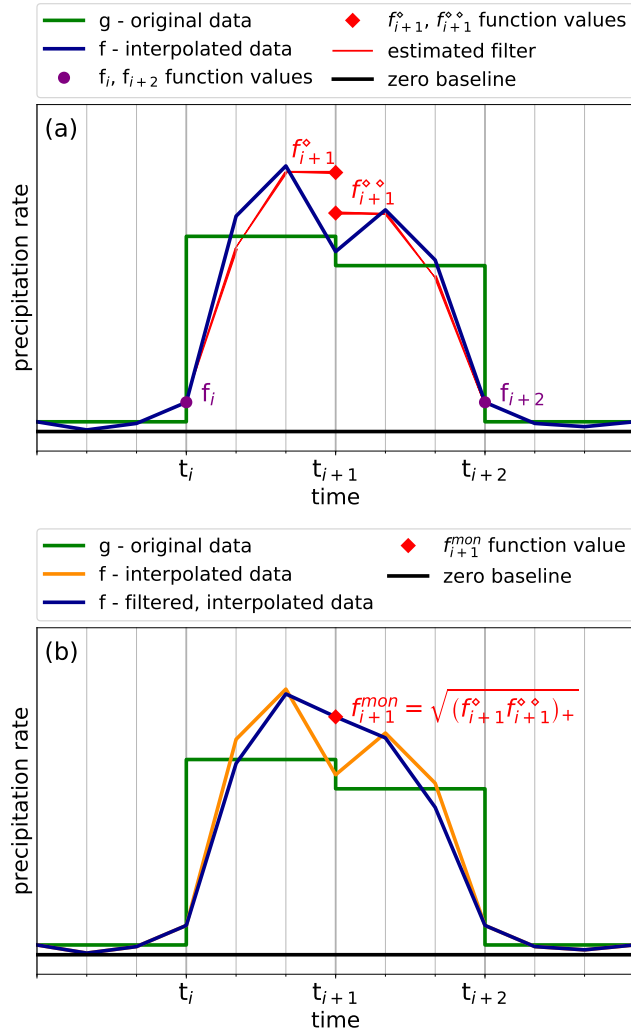 g - original data
f - interpolated data
f_i, f_{i+2} function values
f^⋄_{i+1}, f^{⋄⋄}_{i+1} function values
estimated filter
zero baseline
(a)
f^⋄_{i+1}
f^{⋄⋄}_{i+1}
f_i
f_{i+2}
precipitation rate
t_i
t_{i+1}
t_{i+2}
time
g - original data
f - interpolated data
f - filtered, interpolated data
f^{mon}_{i+1} function value
zero baseline
(b)
f^{mon}_{i+1} = √(f^⋄_{i+1} f^{⋄⋄}_{i+1})_+
precipitation rate
t_i
t_{i+1}
t_{i+2}
time